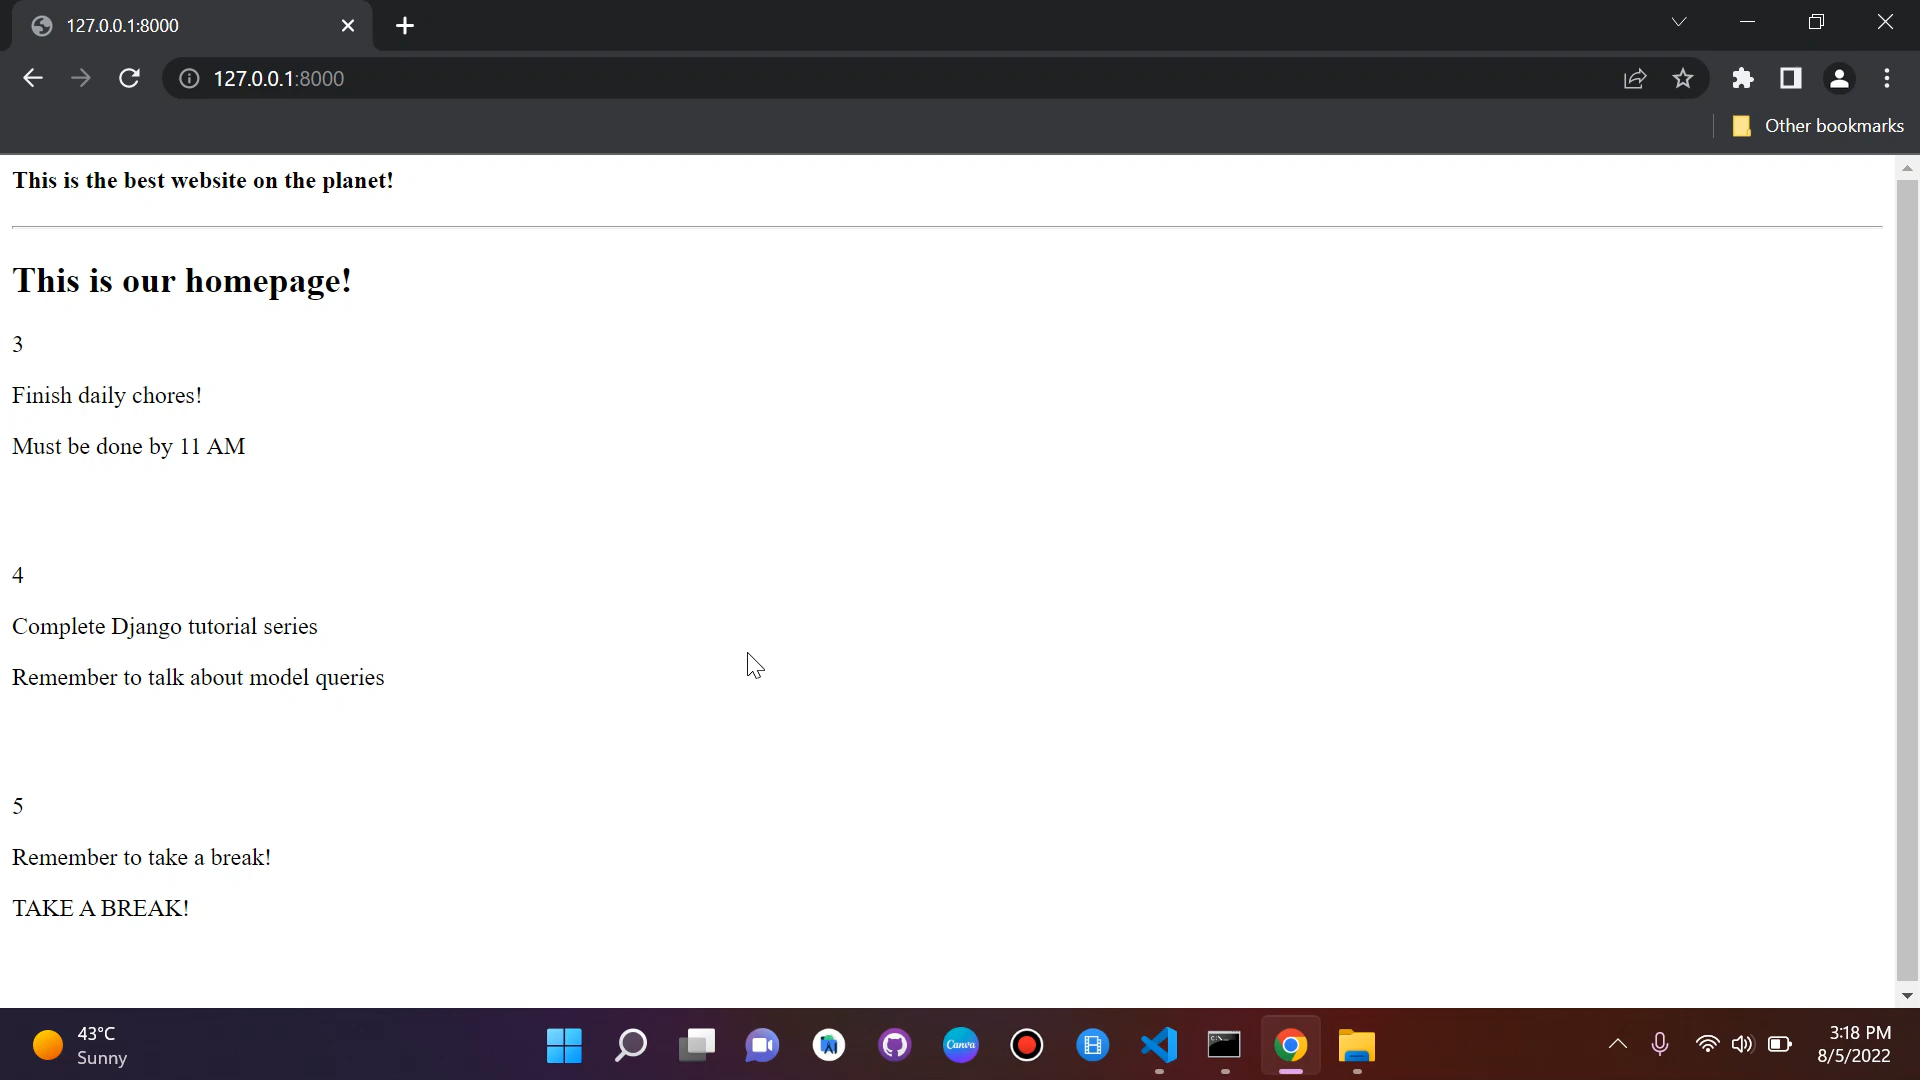 127.0.0.1:8000
127.0.0.1:8000
Other bookmarks
This is the best website on the planet!
This is our homepage!
3
Finish daily chores!
Must be done by 11 AM
4
Complete Django tutorial series
Remember to talk about model queries
5
Remember to take a break!
TAKE A BREAK!
43°C
Sunny
Canva
C:\_
3:18 PM
8/5/2022